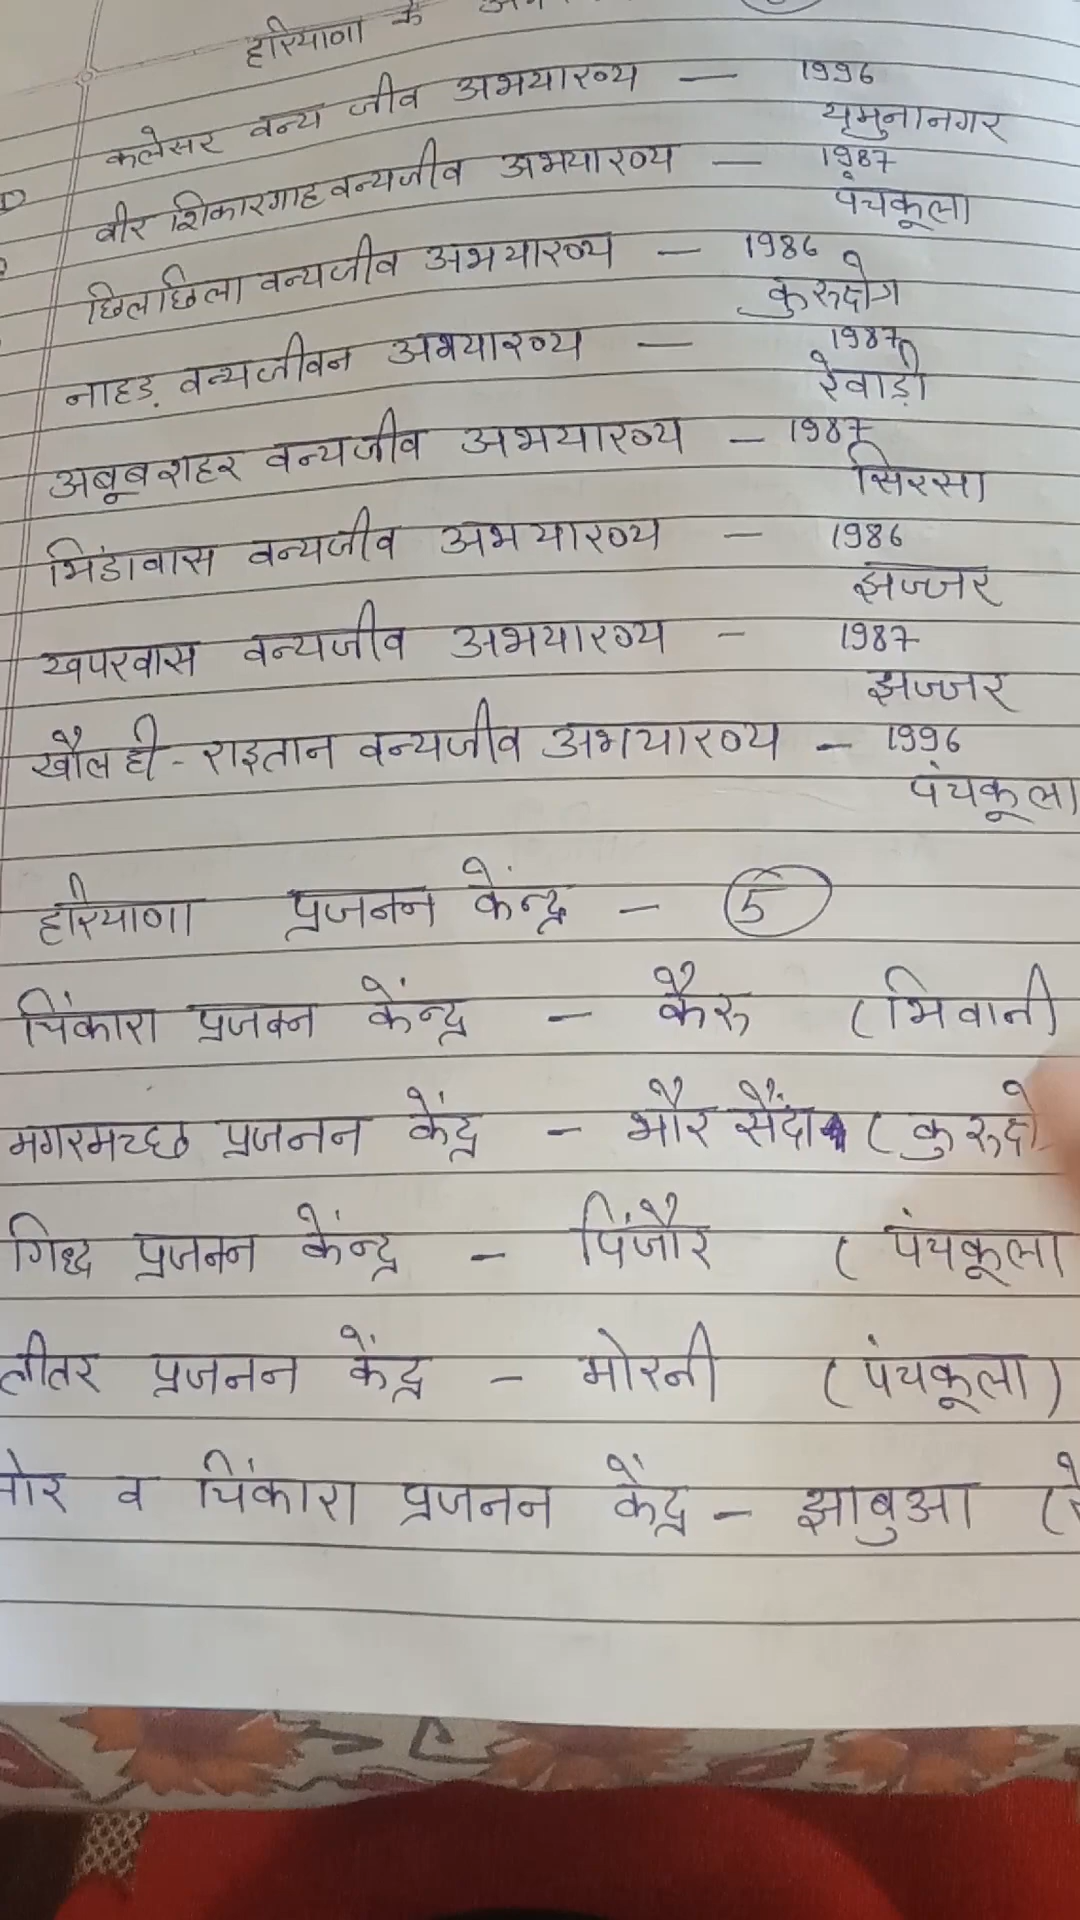 हरियाणा के
कलेसर वन्य जीव अभयारण्य — 1996
यमुनानगर
वीर शिकारगाह वन्यजीव अभयारण्य — 1987
पंचकूला
छिलछिला वन्यजीव अभयारण्य — 1986
कुरुक्षेत्र
नाहड़ वन्यजीवन अभयारण्य — 1987
रेवाड़ी
अबूबशहर वन्यजीव अभयारण्य — 1987
सिरसा
भिंडावास वन्यजीव अभयारण्य — 1986
झज्जर
खपरवास वन्यजीव अभयारण्य - 1987
झज्जर
खौल ही - राइतान वन्यजीव अभयारण्य - 1996
पंचकूला
हरियाणा प्रजनन केंन्द्र - 5
चिंकारा प्रजनन केंन्द्र - कैरु (भिवानी
मगरमच्छ प्रजनन केंद्र - भौर सैंदा (कुरुक्षे
गिद्ध प्रजनन केंन्द्र - पिंजौर (पंचकूला
तीतर प्रजनन केंद्र - मोरनी (पंचकूला)
मोर व चिंकारा प्रजनन केंद्र - झाबुआ (रे